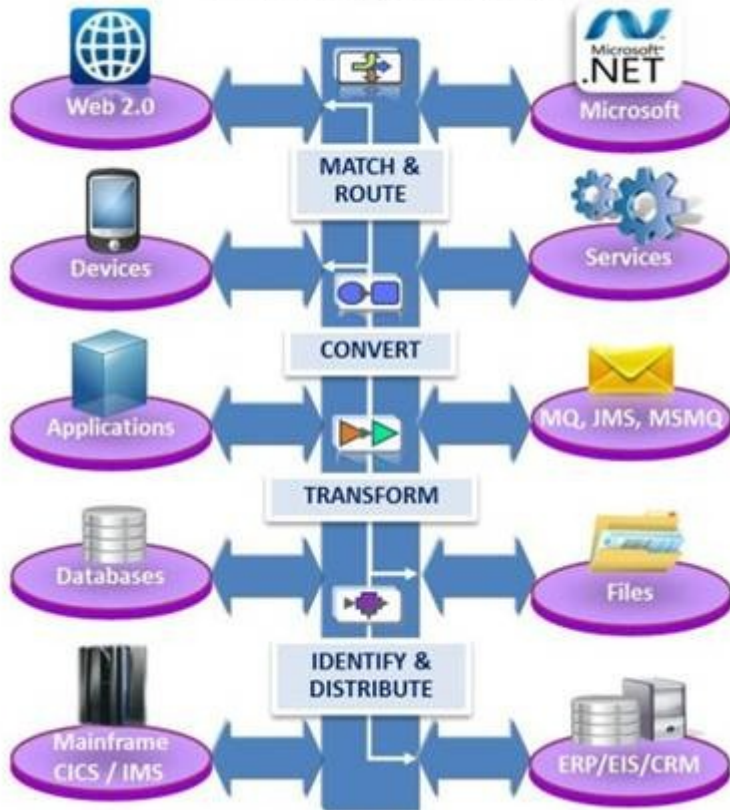 Web 2.0
Microsoft
.NET
Microsoft
MATCH &
ROUTE
Devices
Services
CONVERT
Applications
MQ, JMS, MSMQ
TRANSFORM
Databases
Files
IDENTIFY &
DISTRIBUTE
Mainframe
CICS / IMS
ERP/EIS/CRM